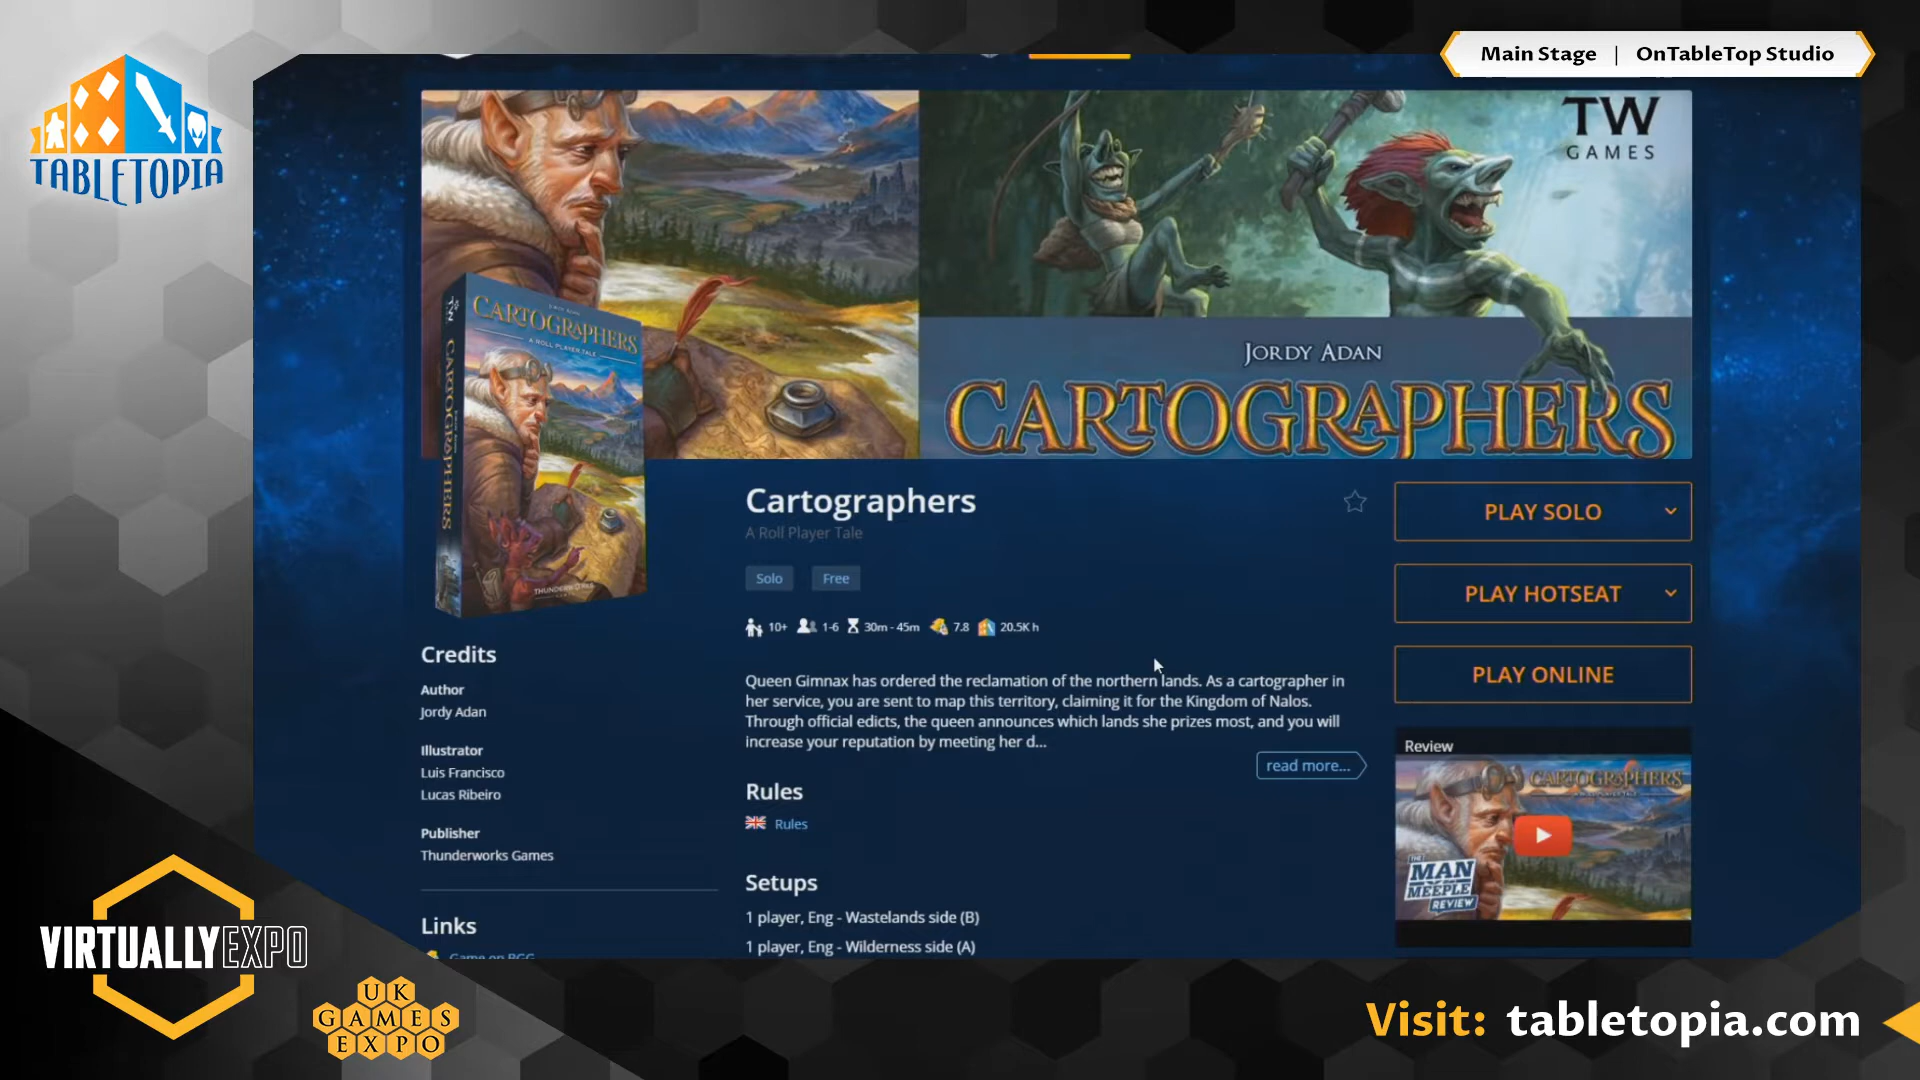 Main Stage | OnTableTop Studio
TABLETOPIA
TW
GAMES
JORDY ADAN
CARTOGRAPHERS
CARTOGRAPHERS
A ROLL PLAYER TALE
CARTOGRAPHERS
Cartographers
A Roll Player Tale
Solo
Free
10+ 1-6 30m - 45m 7.8 20.5K h
Queen Gimnax has ordered the reclamation of the northern lands. As a cartographer in
her service, you are sent to map this territory, claiming it for the Kingdom of Nalos.
Through official edicts, the queen announces which lands she prizes most, and you will
increase your reputation by meeting her d...
read more...
Rules
Rules
Setups
1 player, Eng - Wastelands side (B)
1 player, Eng - Wilderness side (A)
Credits
Author
Jordy Adan
Illustrator
Luis Francisco
Lucas Ribeiro
Publisher
Thunderworks Games
Links
Game on BGG
PLAY SOLO
PLAY HOTSEAT
PLAY ONLINE
Review
CARTOGRAPHERS
THE
MAN
MEEPLE
REVIEW
VIRTUALLY EXPO
UK
GAMES
EXPO
Visit: tabletopia.com